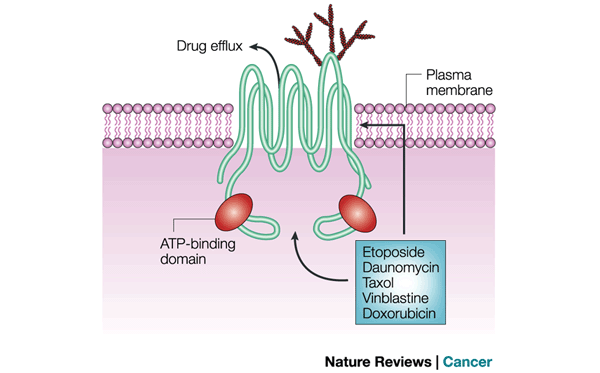 Drug efflux
Plasma
membrane
ATP-binding
domain
Etoposide
Daunomycin
Taxol
Vinblastine
Doxorubicin
Nature Reviews | Cancer